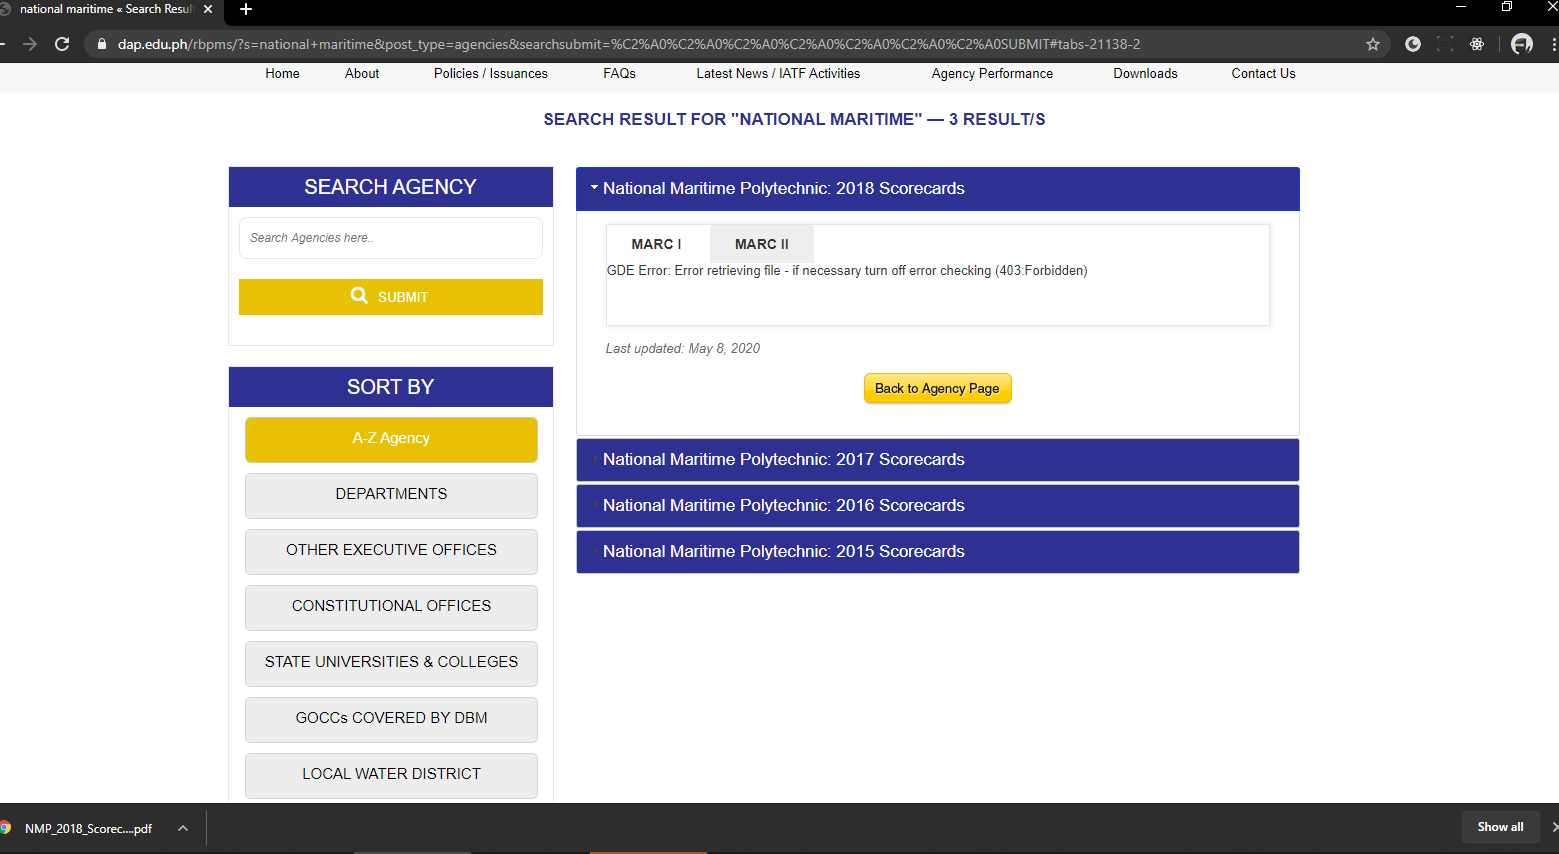 national maritime « Search Resul
dap.edu.ph/rbpms/?s=national+maritime&post_type=agencies&searchsubmit=%C2%A0%C2%A0%C2%A0%C2%A0%C2%A0%C2%A0%C2%A0%C2%A0SUBMIT#tabs-21138-2
Home About Policies / Issuances FAQs Latest News / IATF Activities Agency Performance Downloads Contact Us
SEARCH RESULT FOR "NATIONAL MARITIME" — 3 RESULT/S
SEARCH AGENCY
Search Agencies here..
SUBMIT
SORT BY
A-Z Agency
DEPARTMENTS
OTHER EXECUTIVE OFFICES
CONSTITUTIONAL OFFICES
STATE UNIVERSITIES & COLLEGES
GOCCs COVERED BY DBM
LOCAL WATER DISTRICT
National Maritime Polytechnic: 2018 Scorecards
MARC I MARC II
GDE Error: Error retrieving file - if necessary turn off error checking (403:Forbidden)
Last updated: May 8, 2020
Back to Agency Page
National Maritime Polytechnic: 2017 Scorecards
National Maritime Polytechnic: 2016 Scorecards
National Maritime Polytechnic: 2015 Scorecards
NMP_2018_Scorec....pdf
Show all